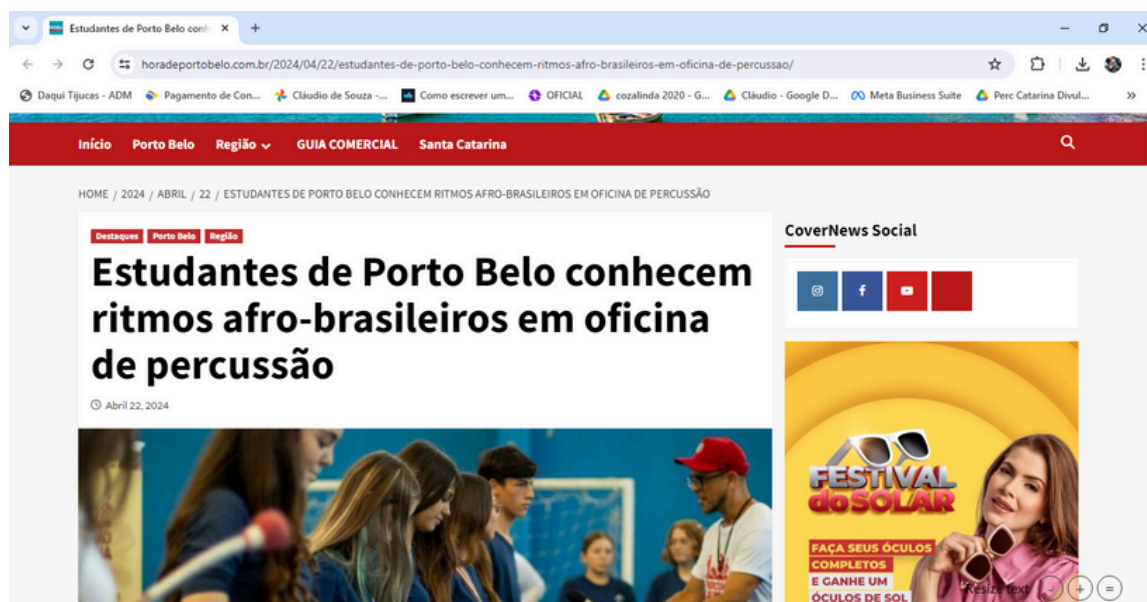 Estudantes de Porto Belo conh
horadeportobelo.com.br/2024/04/22/estudantes-de-porto-belo-conhecem-ritmos-afro-brasileiros-em-oficina-de-percussao/
Daqui Tijucas - ADM Pagamento de Con... Cláudio de Souza -... Como escrever um... OFICIAL cozalinda 2020 - G... Cláudio - Google D... Meta Business Suite Perc Catarina Divul... »
Início Porto Belo Região GUIA COMERCIAL Santa Catarina
HOME / 2024 / ABRIL / 22 / ESTUDANTES DE PORTO BELO CONHECEM RITMOS AFRO-BRASILEIROS EM OFICINA DE PERCUSSÃO
Destaques Porto Belo Região
Estudantes de Porto Belo conhecem
ritmos afro-brasileiros em oficina
de percussão
Abril 22, 2024
CoverNews Social
FESTIVAL
do SOLAR
FAÇA SEUS ÓCULOS
COMPLETOS
E GANHE UM
ÓCULOS DE SOL
Resize text - + =